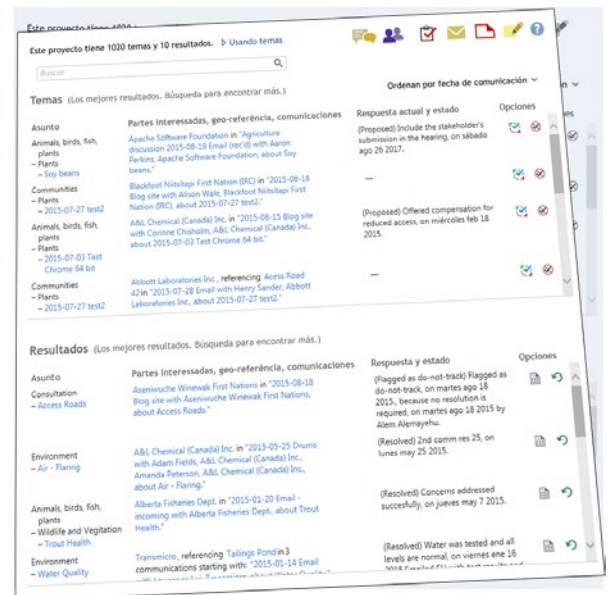 Este proyecto tiene 1020 temas y 10 resultados. Usando temas
Buscar
Temas (Los mejores resultados. Búsqueda para encontrar más.)
Ordenan por fecha de comunicación
Asunto
Partes Interessadas, geo-referência, comunicaciones
Respuesta actual y estado
Opciones
Animals, birds, fish,
plants
– Plants
– Soy beans
Apache Software Foundation in "Agriculture
discussion 2015-08-19 Email (rec'd) with Aaron
Perkins, Apache Software Foundation, about Soy
beans."
(Proposed) Include the stakeholder's
submission in the hearing, on sábado
ago 26 2017.
Communities
– Plants
– 2015-07-27 test2
Blackfoot Niitsítapi First Nation (IRC) in "2015-08-18
Blog site with Alison Wale, Blackfoot Niitsitapi First
Nation (IRC), about 2015-07-27 test2."
—
Animals, birds, fish,
plants
– Plants
– 2015-07-03 Test
Chrome 64 bit
A&L Chemical (Canada) Inc. in "2015-08-15 Blog site
with Corinne Chisholm, A&L Chemical (Canada) Inc.,
about 2015-07-03 Test Chrome 64 bit."
(Proposed) Offered compensation for
reduced access, on miércoles feb 18
2015.
Communities
– Plants
– 2015-07-27 test2
Abbott Laboratories Inc., referencing Acess Road
42 in "2015-07-28 Email with Henry Sander, Abbott
Laboratories Inc, about 2015-07-27 test2."
—
Resultados (Los mejores resultados. Búsqueda para encontrar más.)
Asunto
Partes Interessadas, geo-referência, comunicaciones
Respuesta y estado
Opciones
Consultation
– Access Roads
Aseniwuche Winewak First Nations in "2015-08-18
Blog site with Aseniwuche Winewak First Nations,
about Access Roads."
(Flagged as do-not-track) Flagged as
do-not-track, on martes ago 18
2015, because no resolution is
required, on martes ago 18 2015 by
Alem Alemayehu.
Environment
– Air - Flaring
A&L Chemical (Canada) Inc. in "2015-05-25 Drums
with Adam Fields, A&L Chemical (Canada) Inc.,
Amanda Peterson, A&L Chemical (Canada) Inc.,
about Air - Flaring."
(Resolved) 2nd comm res 25, on
lunes may 25 2015.
Animals, birds, fish,
plants
– Wildlife and Vegitation
– Trout Health
Alberta Fisheries Dept. in "2015-01-20 Email -
incoming with Alberta Fisheries Dept., about Trout
Health."
(Resolved) Concerns addressed
succesfully, on jueves may 7 2015.
Environment
– Water Quality
Transmicro, referencing Tailings Pond in 3
communications starting with: "2015-01-14 Email
(Resolved) Water was tested and all
levels are normal, on viernes ene 16